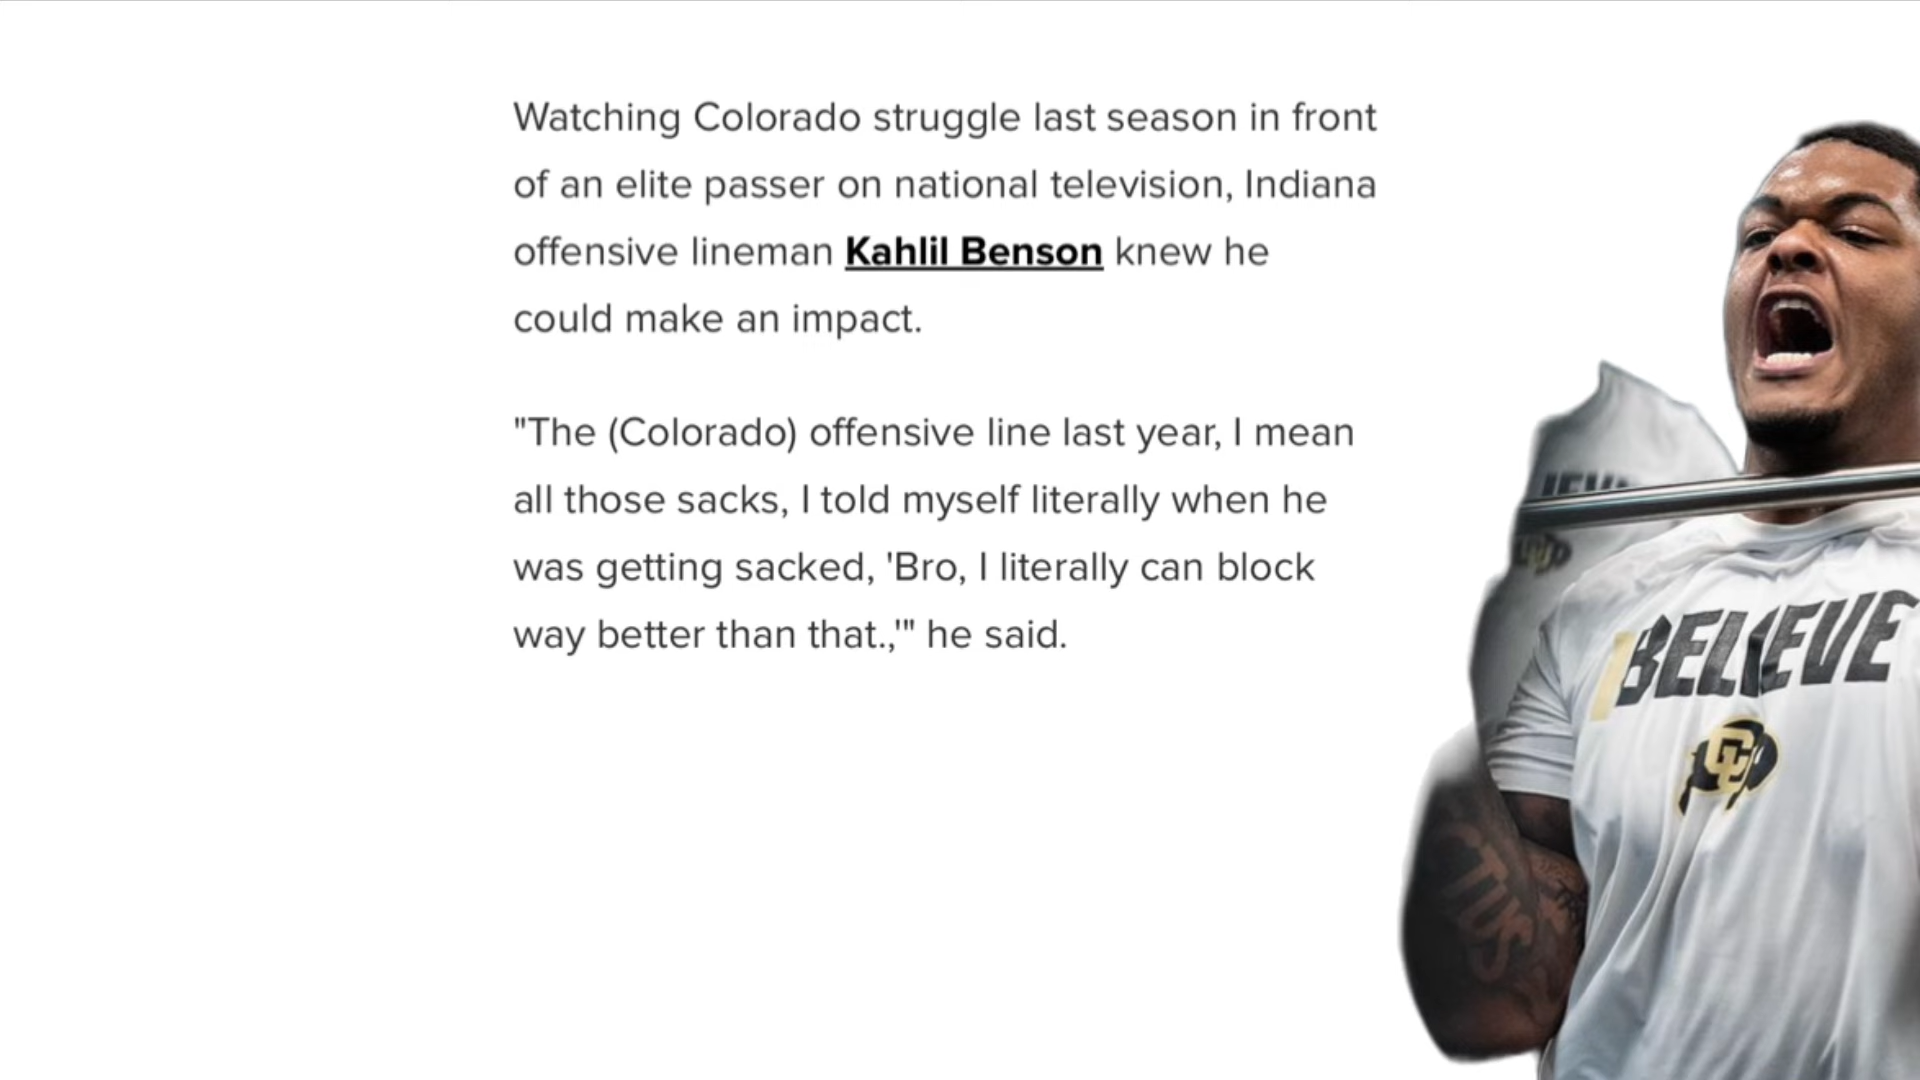 Watching Colorado struggle last season in front
of an elite passer on national television, Indiana
offensive lineman Kahlil Benson knew he
could make an impact.
"The (Colorado) offensive line last year, I mean
all those sacks, I told myself literally when he
was getting sacked, 'Bro, I literally can block
way better than that.,'" he said.
BELIEVE
CU